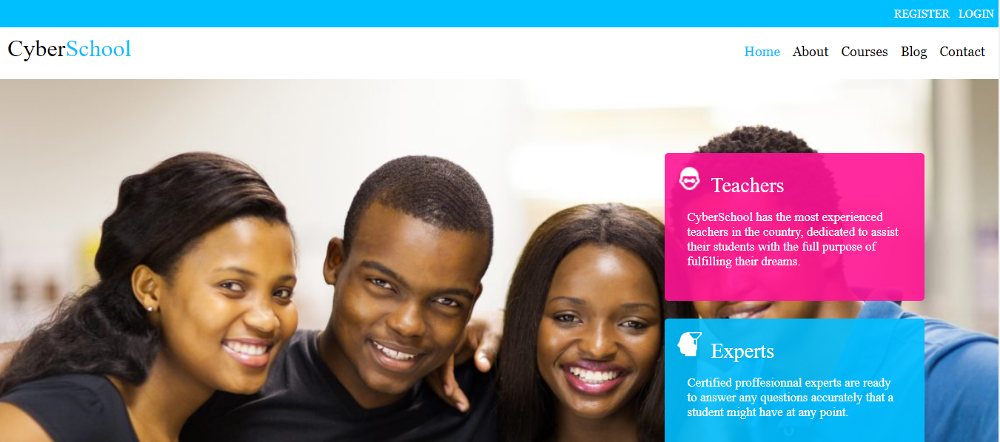 REGISTER LOGIN
CyberSchool
Home About Courses Blog Contact
Teachers
CyberSchool has the most experienced
teachers in the country, dedicated to assist
their students with the full purpose of
fulfilling their dreams.
Experts
Certified proffesionnal experts are ready
to answer any questions accurately that a
student might have at any point.